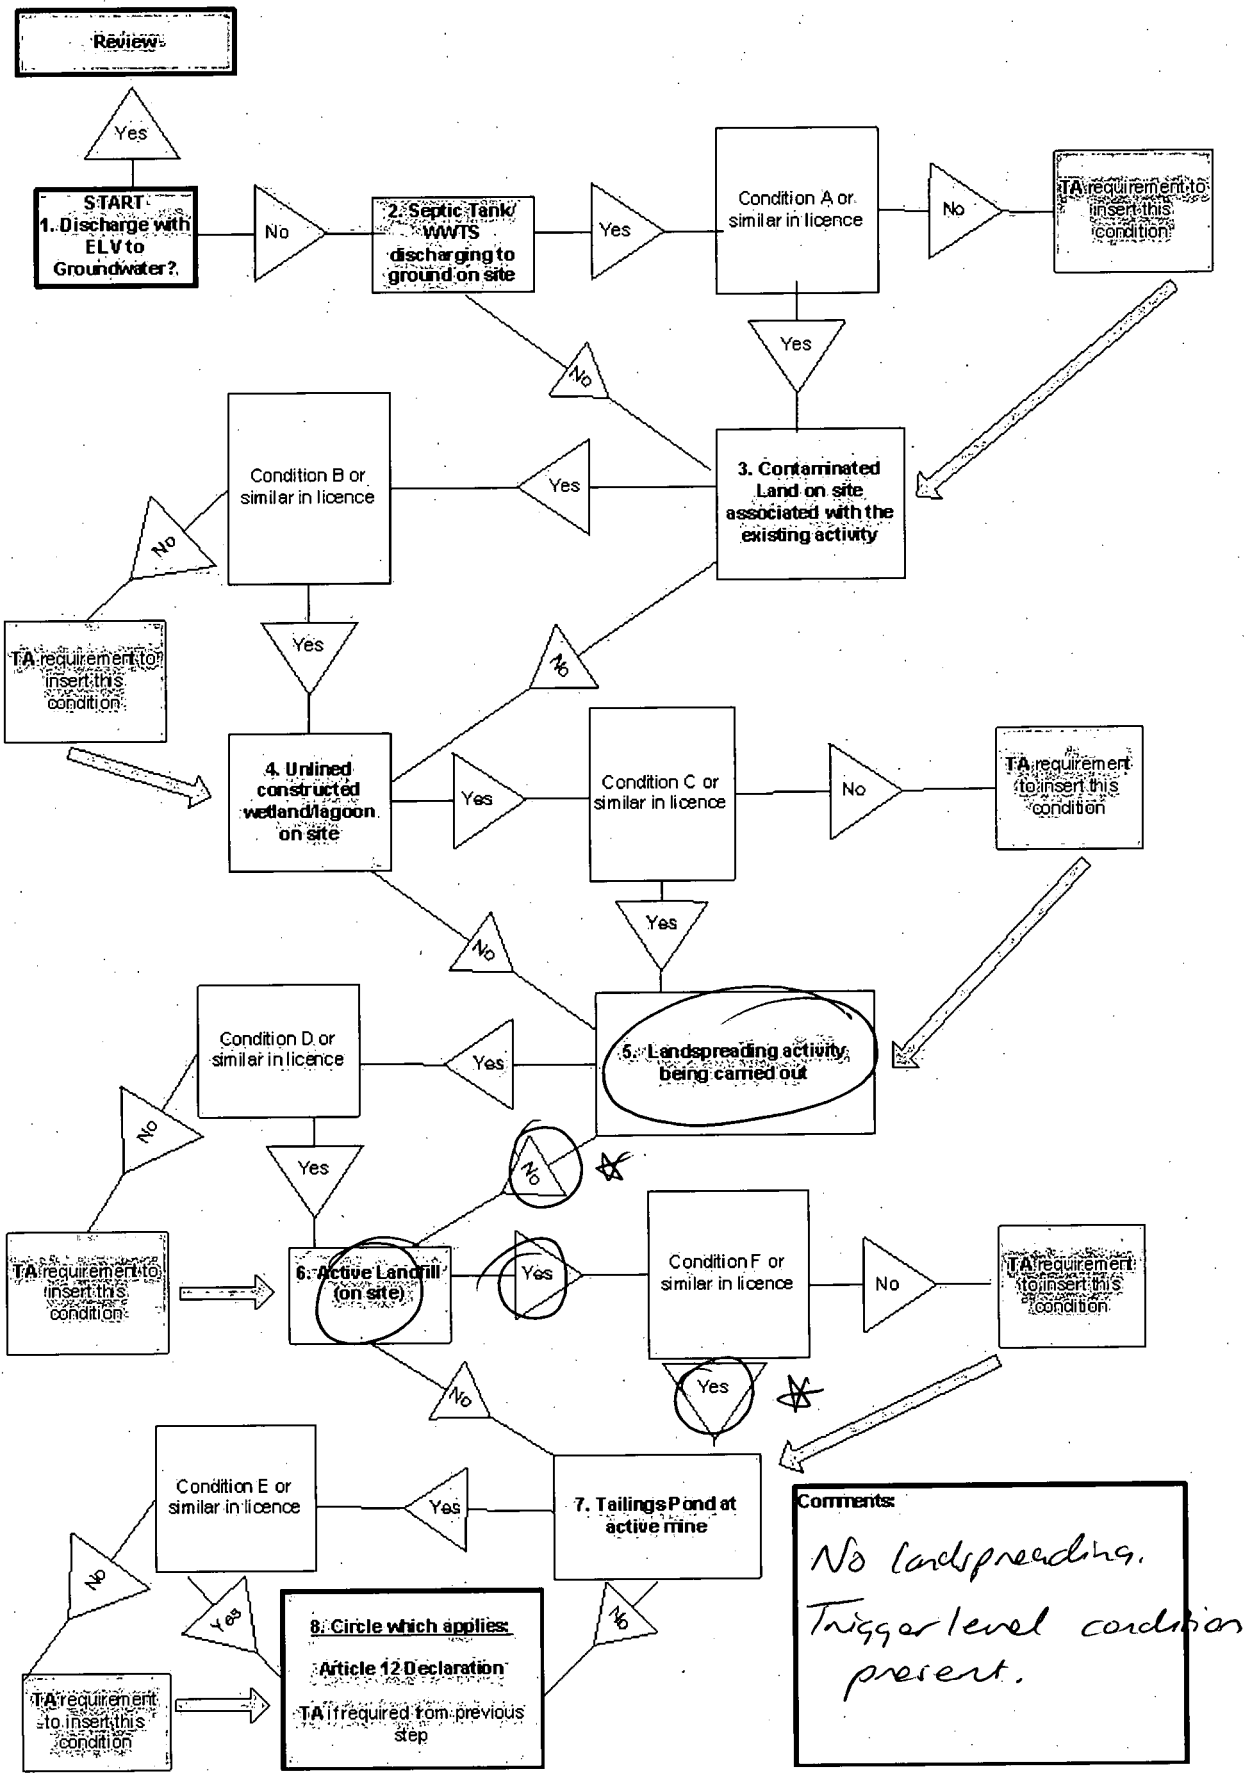 Review
Yes
START
1. Discharge with
ELV to
Groundwater?
No
2. Septic Tank/
WWTS
discharging to
ground on site
Yes
Condition A or
similar in licence
No
TA requirement to
insert this
condition
Yes
No
3. Contaminated
Land on site
associated with the
existing activity
Yes
Condition B or
similar in licence
No
TA requirement to
insert this
condition
Yes
No
4. Unlined
constructed
wetland/lagoon
on site
Yes
Condition C or
similar in licence
No
TA requirement
to insert this
condition
Yes
No
5. Landspreading activity
being carried out
Yes
Condition D or
similar in licence
No
TA requirement to
insert this
condition
Yes
No
6. Active Landfill
(on site)
Yes
Condition F or
similar in licence
No
TA requirement
to insert this
condition
Yes
No
7. Tailings Pond at
active mine
Yes
Condition E or
similar in licence
No
TA requirement
to insert this
condition
Yes
No
8. Circle which applies:
Article 12 Declaration
TA if required from previous
step
Comments:
No landspreading.
Trigger level condition
present.